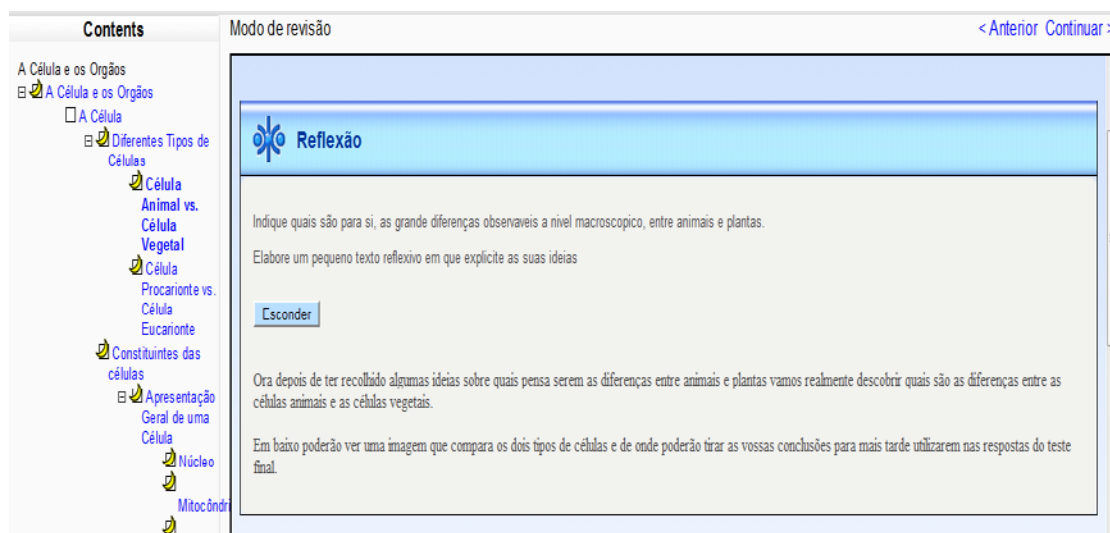 Contents
Modo de revisão
< Anterior Continuar >
A Célula e os Orgãos
A Célula e os Orgãos
A Célula
Diferentes Tipos de
Células
Célula
Animal vs.
Célula
Vegetal
Célula
Procarionte vs.
Célula
Eucarionte
Constituintes das
células
Apresentação
Geral de uma
Célula
Núcleo
Mitocôndri
Reflexão
Indique quais são para si, as grande diferenças observaveis a nivel macroscopico, entre animais e plantas.
Elabore um pequeno texto reflexivo em que explicite as suas ideias
Esconder
Ora depois de ter recolhido algumas ideias sobre quais pensa serem as diferenças entre animais e plantas vamos realmente descobrir quais são as diferenças entre as
células animais e as células vegetais.
Em baixo poderão ver uma imagem que compara os dois tipos de células e de onde poderão tirar as vossas conclusões para mais tarde utilizarem nas respostas do teste
final.